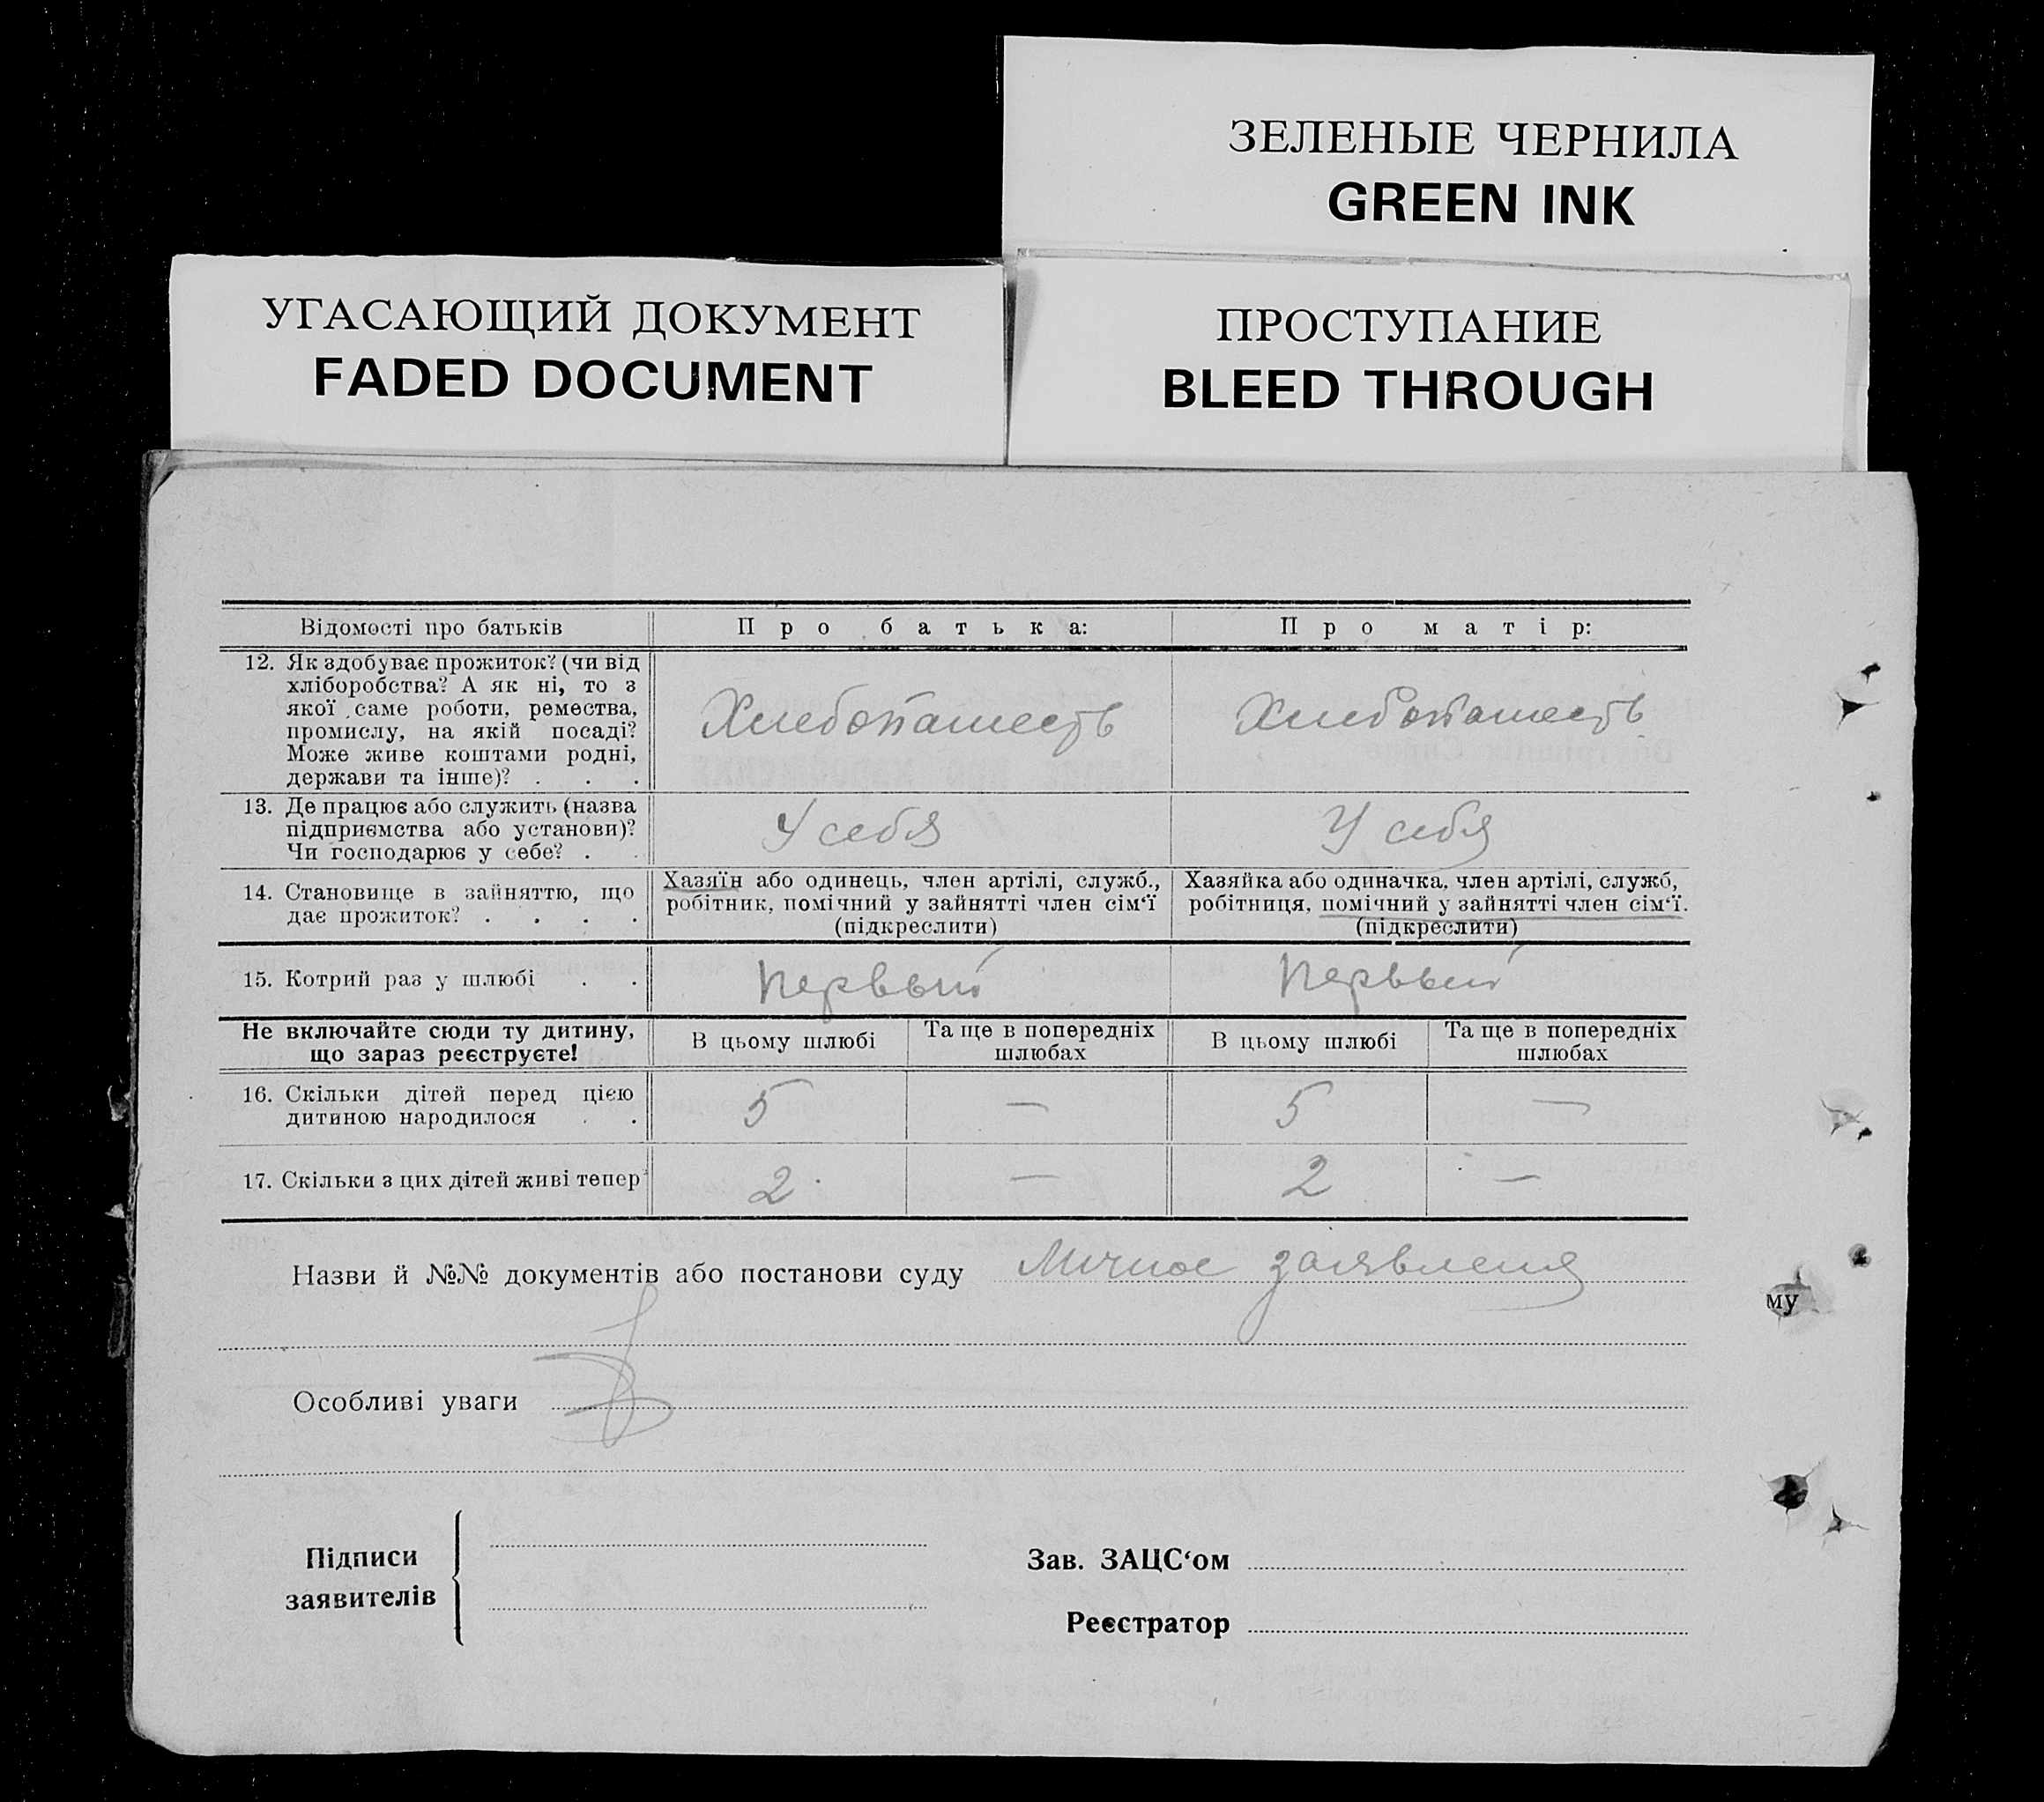 ЗЕЛЕНЫЕ ЧЕРНИЛА
GREEN INK
УГАСАЮЩИЙ ДОКУМЕНТ
FADED DOCUMENT
ПРОСТУПАНИЕ
BLEED THROUGH
Відомості про батьків
Про батька:
Про матір:
12. Як здобуває прожиток? (чи від
хліборобства? А як ні, то з
якої саме роботи, ремества,
промислу, на якій посаді?
Може живе коштами родні,
держави та інше)? . . .
Хлебопашеств
Хлебопашеств
13. Де працює або служить (назва
підприємства або установи)?
Чи господарює у себе? . .
У себя
У себя
14. Становище в зайняттю, що
дає прожиток? . . . .
Хазяїн або одинець, член артілі, служб.,
робітник, помічний у зайнятті член сім'ї
(підкреслити)
Хазяйка або одиначка, член артілі, служб,
робітниця, помічний у зайнятті член сім'ї.
(підкреслити)
15. Котрий раз у шлюбі . .
Первый
Первый
Не включайте сюди ту дитину,
що зараз реєструєте!
В цьому шлюбі
Та ще в попередніх
шлюбах
В цьому шлюбі
Та ще в попередніх
шлюбах
16. Скільки дітей перед цією
дитиною народилося . .
5
—
5
—
17. Скільки з цих дітей живі тепер?
2
—
2
—
Назви й №№ документів або постанови суду Личное заявления
му
Особливі уваги
Підписи
заявителів
Зав. ЗАЦС'ом
Реєстратор